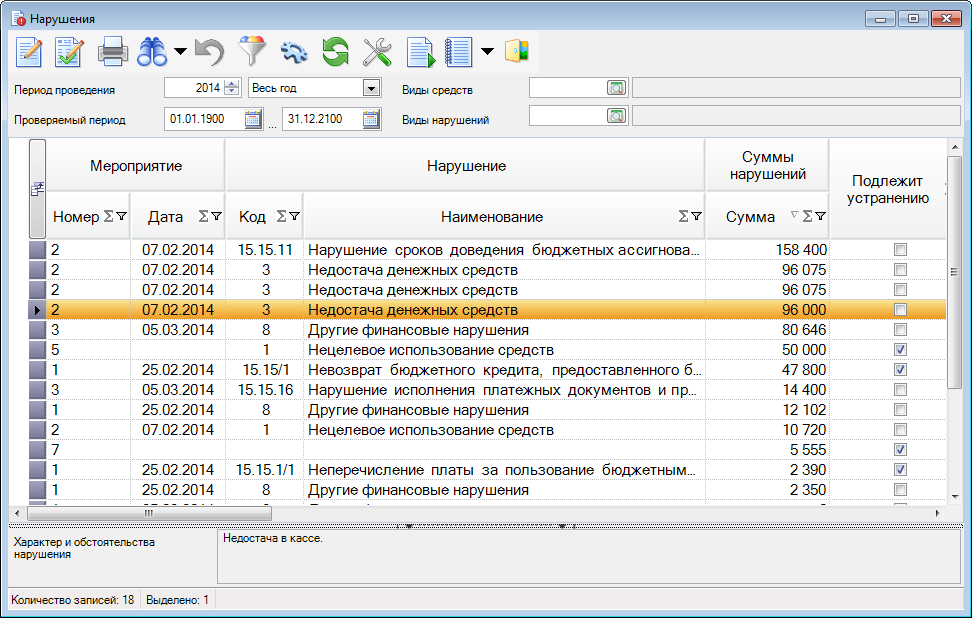 Нарушения
Период проведения 2014 Весь год Виды средств
Проверяемый период 01.01.1900 ... 31.12.2100 Виды нарушений
Мероприятие Нарушение Суммы нарушений Подлежит устранению
Номер Дата Код Наименование Сумма
2 07.02.2014 15.15.11 Нарушение сроков доведения бюджетных ассигнова... 158 400
2 07.02.2014 3 Недостача денежных средств 96 075
2 07.02.2014 3 Недостача денежных средств 96 075
2 07.02.2014 3 Недостача денежных средств 96 000
3 05.03.2014 8 Другие финансовые нарушения 80 646
5 1 Нецелевое использование средств 50 000
1 25.02.2014 15.15/1 Невозврат бюджетного кредита, предоставленного б... 47 800
3 05.03.2014 15.15.16 Нарушение исполнения платежных документов и пр... 14 400
1 25.02.2014 8 Другие финансовые нарушения 12 102
2 07.02.2014 1 Нецелевое использование средств 10 720
7 5 555
1 25.02.2014 15.15.1/1 Неперечисление платы за пользование бюджетным... 2 390
1 25.02.2014 8 Другие финансовые нарушения 2 350
Характер и обстоятельства нарушения
Недостача в кассе.
Количество записей: 18 Выделено: 1